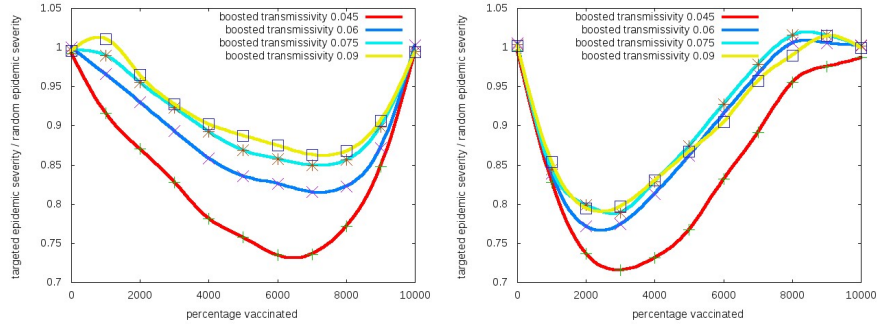 1.05
1
0.95
0.9
0.85
0.8
0.75
0.7
targeted epidemic severity / random epidemic severity
boosted transmissivity 0.045
boosted transmissivity 0.06
boosted transmissivity 0.075
boosted transmissivity 0.09
0 2000 4000 6000 8000 10000
percentage vaccinated
1.05
1
0.95
0.9
0.85
0.8
0.75
0.7
targeted epidemic severity / random epidemic severity
boosted transmissivity 0.045
boosted transmissivity 0.06
boosted transmissivity 0.075
boosted transmissivity 0.09
0 2000 4000 6000 8000 10000
percentage vaccinated